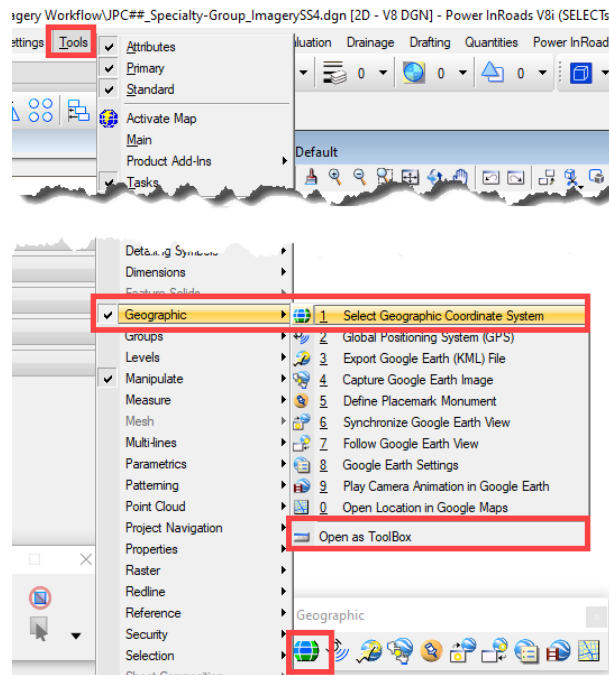 agery Workflow\JPC##_Specialty-Group_ImagerySS4.dgn [2D - V8 DGN] - Power InRoads V8i (SELECTs
ettings Tools luation Drainage Drafting Quantities Power InRoad
Attributes
Primary
Standard
0 0 0
Activate Map
Main
Product Add-Ins
Tasks
Default
Dimensions
Geographic
1 Select Geographic Coordinate System
Groups
2 Global Positioning System (GPS)
Levels
3 Export Google Earth (KML) File
Manipulate
4 Capture Google Earth Image
Measure
5 Define Placemark Monument
Mesh
6 Synchronize Google Earth View
Multi-lines
7 Follow Google Earth View
Parametrics
8 Google Earth Settings
Patterning
9 Play Camera Animation in Google Earth
Point Cloud
0 Open Location in Google Maps
Project Navigation
Open as ToolBox
Properties
Raster
Redline
Reference
Geographic
Security
Selection